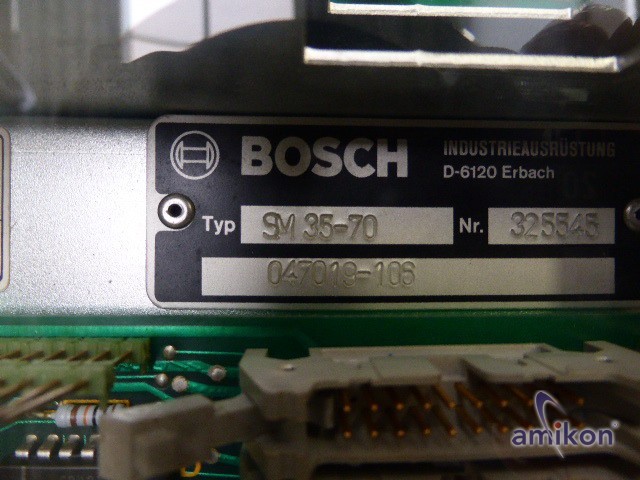 BOSCH INDUSTRIEAUSRÜSTUNG
D-6120 Erbach
Typ SM 35-70 Nr. 325545
047019-106
amikon